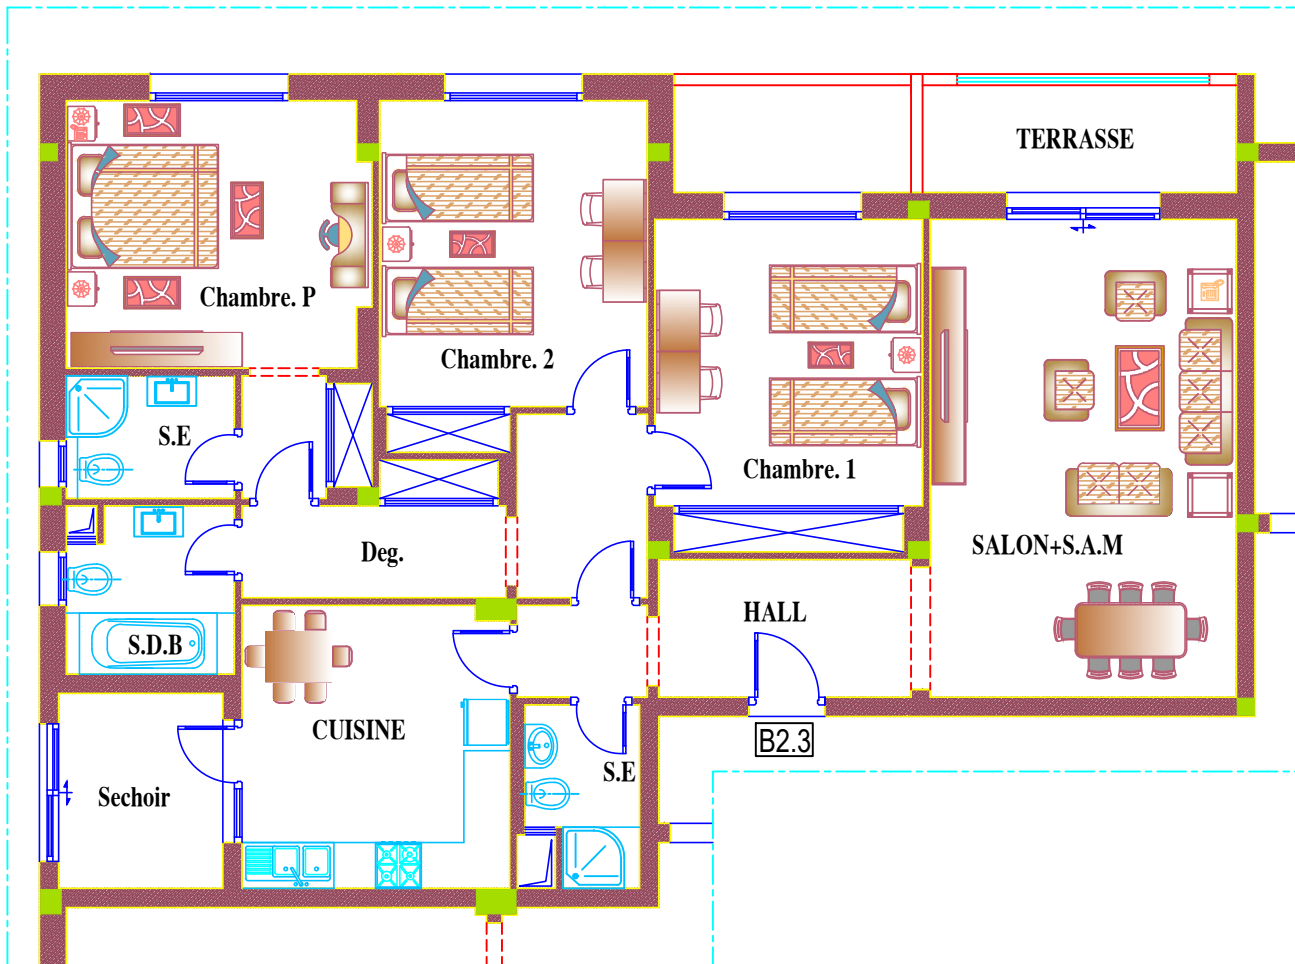 TERRASSE
Chambre. P
Chambre. 2
S.E
Chambre. 1
Deg.
SALON+S.A.M
HALL
S.D.B
CUISINE
B2.3
S.E
Sechoir